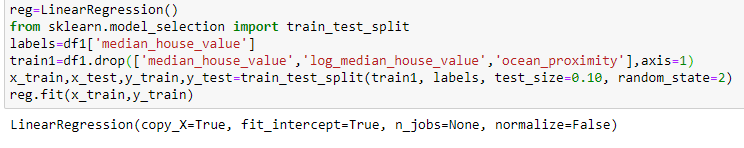 reg=LinearRegression()
from sklearn.model_selection import train_test_split
labels=df1['median_house_value']
train1=df1.drop(['median_house_value','log_median_house_value','ocean_proximity'],axis=1)
x_train,x_test,y_train,y_test=train_test_split(train1, labels, test_size=0.10, random_state=2)
reg.fit(x_train,y_train)
LinearRegression(copy_X=True, fit_intercept=True, n_jobs=None, normalize=False)